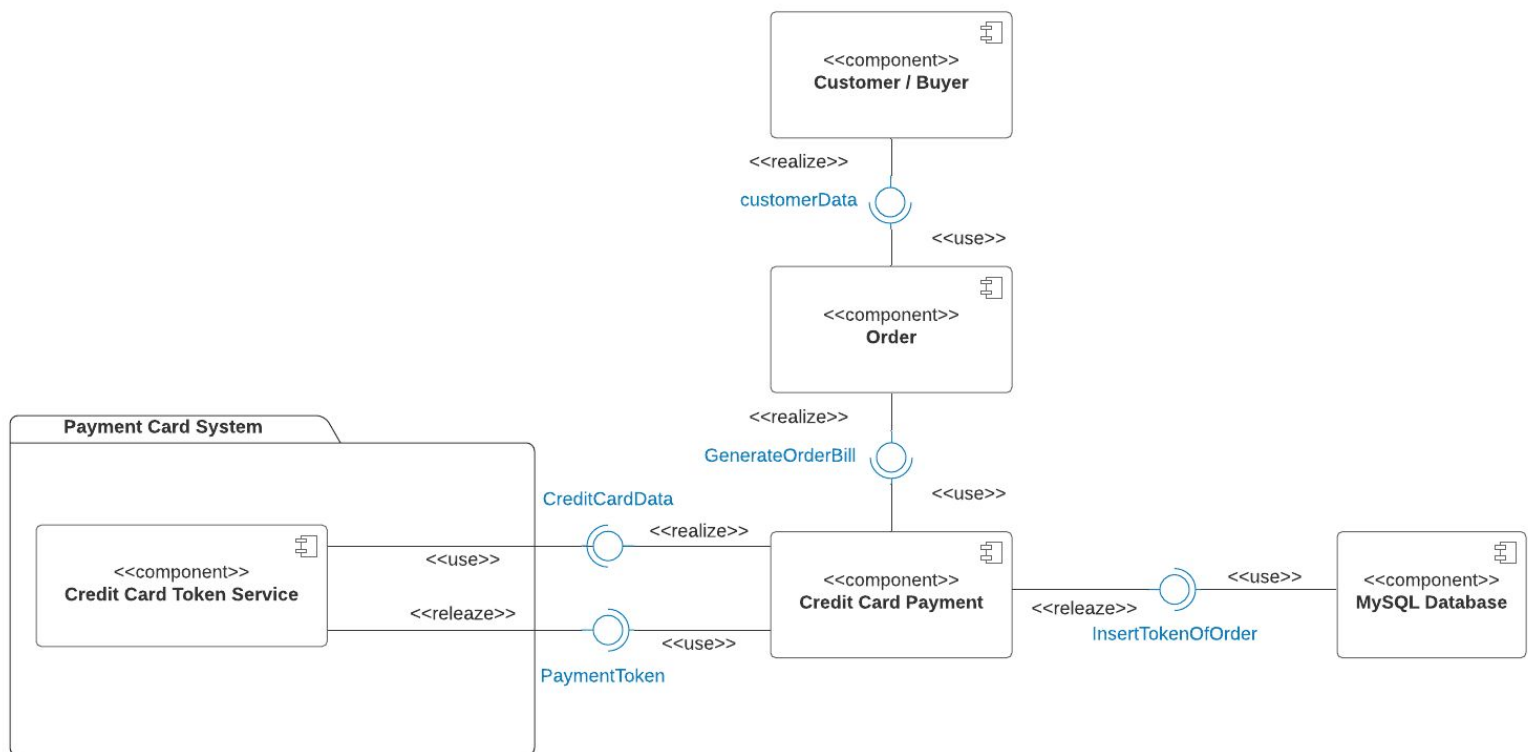 <<component>>
Customer / Buyer
<<realize>>
customerData
<<use>>
<<component>>
Order
<<realize>>
GenerateOrderBill
<<use>>
Payment Card System
CreditCardData
<<realize>>
<<use>>
<<component>>
Credit Card Token Service
<<releaze>>
<<use>>
PaymentToken
<<component>>
Credit Card Payment
<<releaze>>
<<use>>
InsertTokenOfOrder
<<component>>
MySQL Database